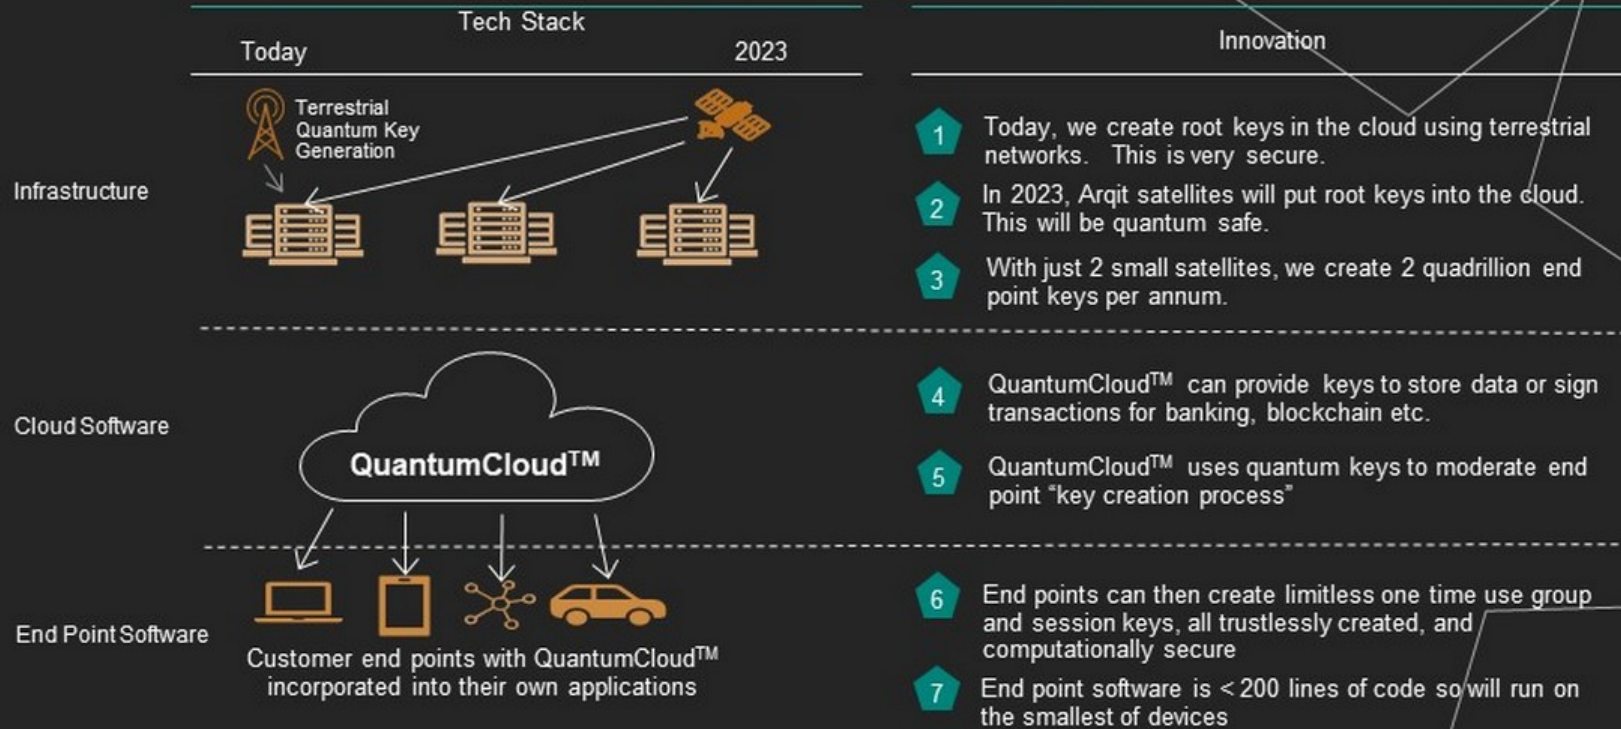 Tech Stack
Today
2023
Innovation
Infrastructure
Terrestrial
Quantum Key
Generation
1
Today, we create root keys in the cloud using terrestrial
networks. This is very secure.
2
In 2023, Arqit satellites will put root keys into the cloud.
This will be quantum safe.
3
With just 2 small satellites, we create 2 quadrillion end
point keys per annum.
Cloud Software
QuantumCloud™
4
QuantumCloud™ can provide keys to store data or sign
transactions for banking, blockchain etc.
5
QuantumCloud™ uses quantum keys to moderate end
point “key creation process”
End Point Software
Customer end points with QuantumCloud™
incorporated into their own applications
6
End points can then create limitless one time use group
and session keys, all trustlessly created, and
computationally secure
7
End point software is < 200 lines of code so will run on
the smallest of devices